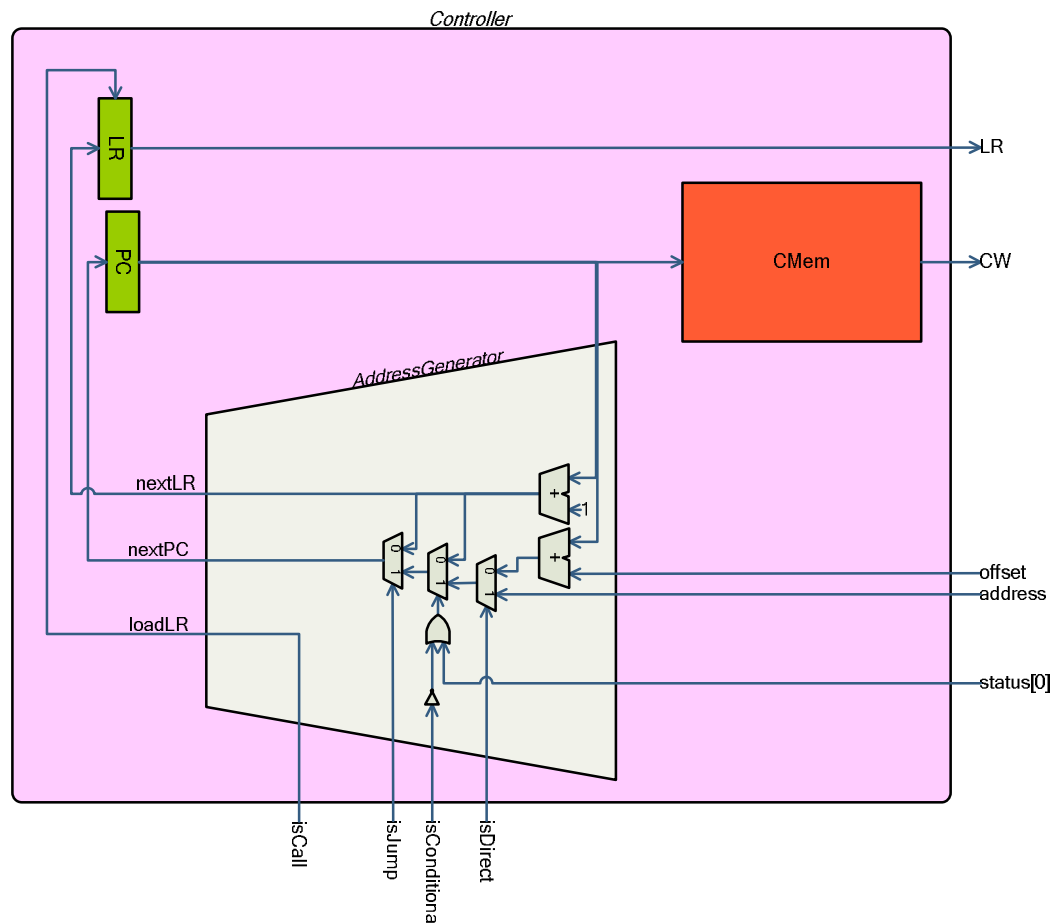 Controller
LR
LR
PC
CMem
CW
AddressGenerator
nextLR
+
1
nextPC
0
1
0
1
0
1
+
offset
address
loadLR
status[0]
isCall
isJump
isConditiona
isDirect